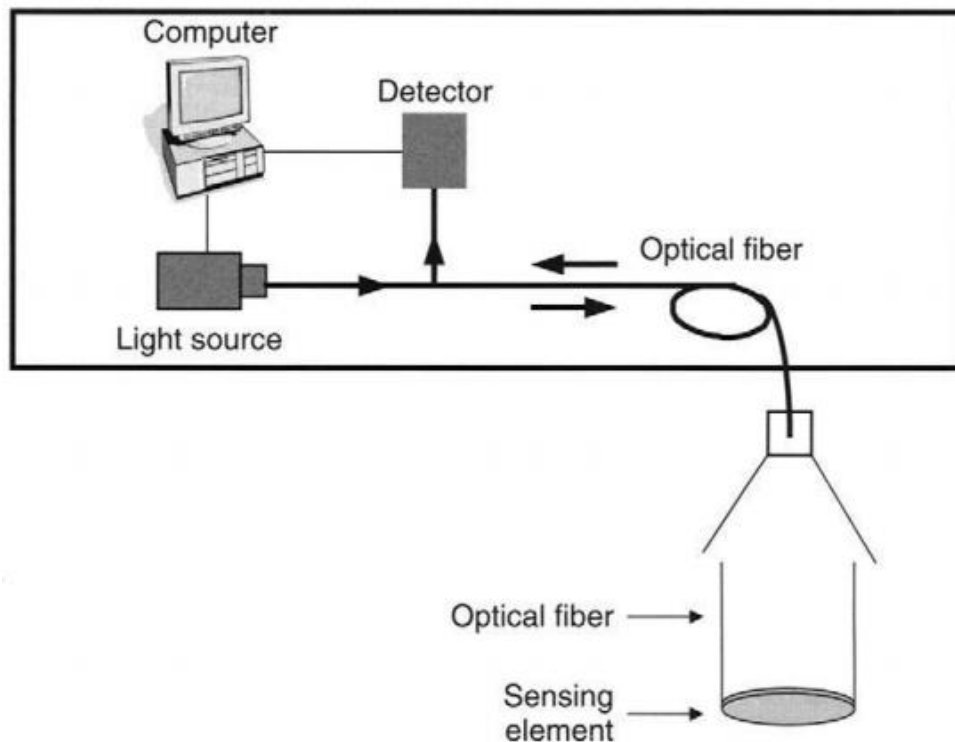 Computer
Detector
Optical fiber
Light source
Optical fiber
Sensing
element